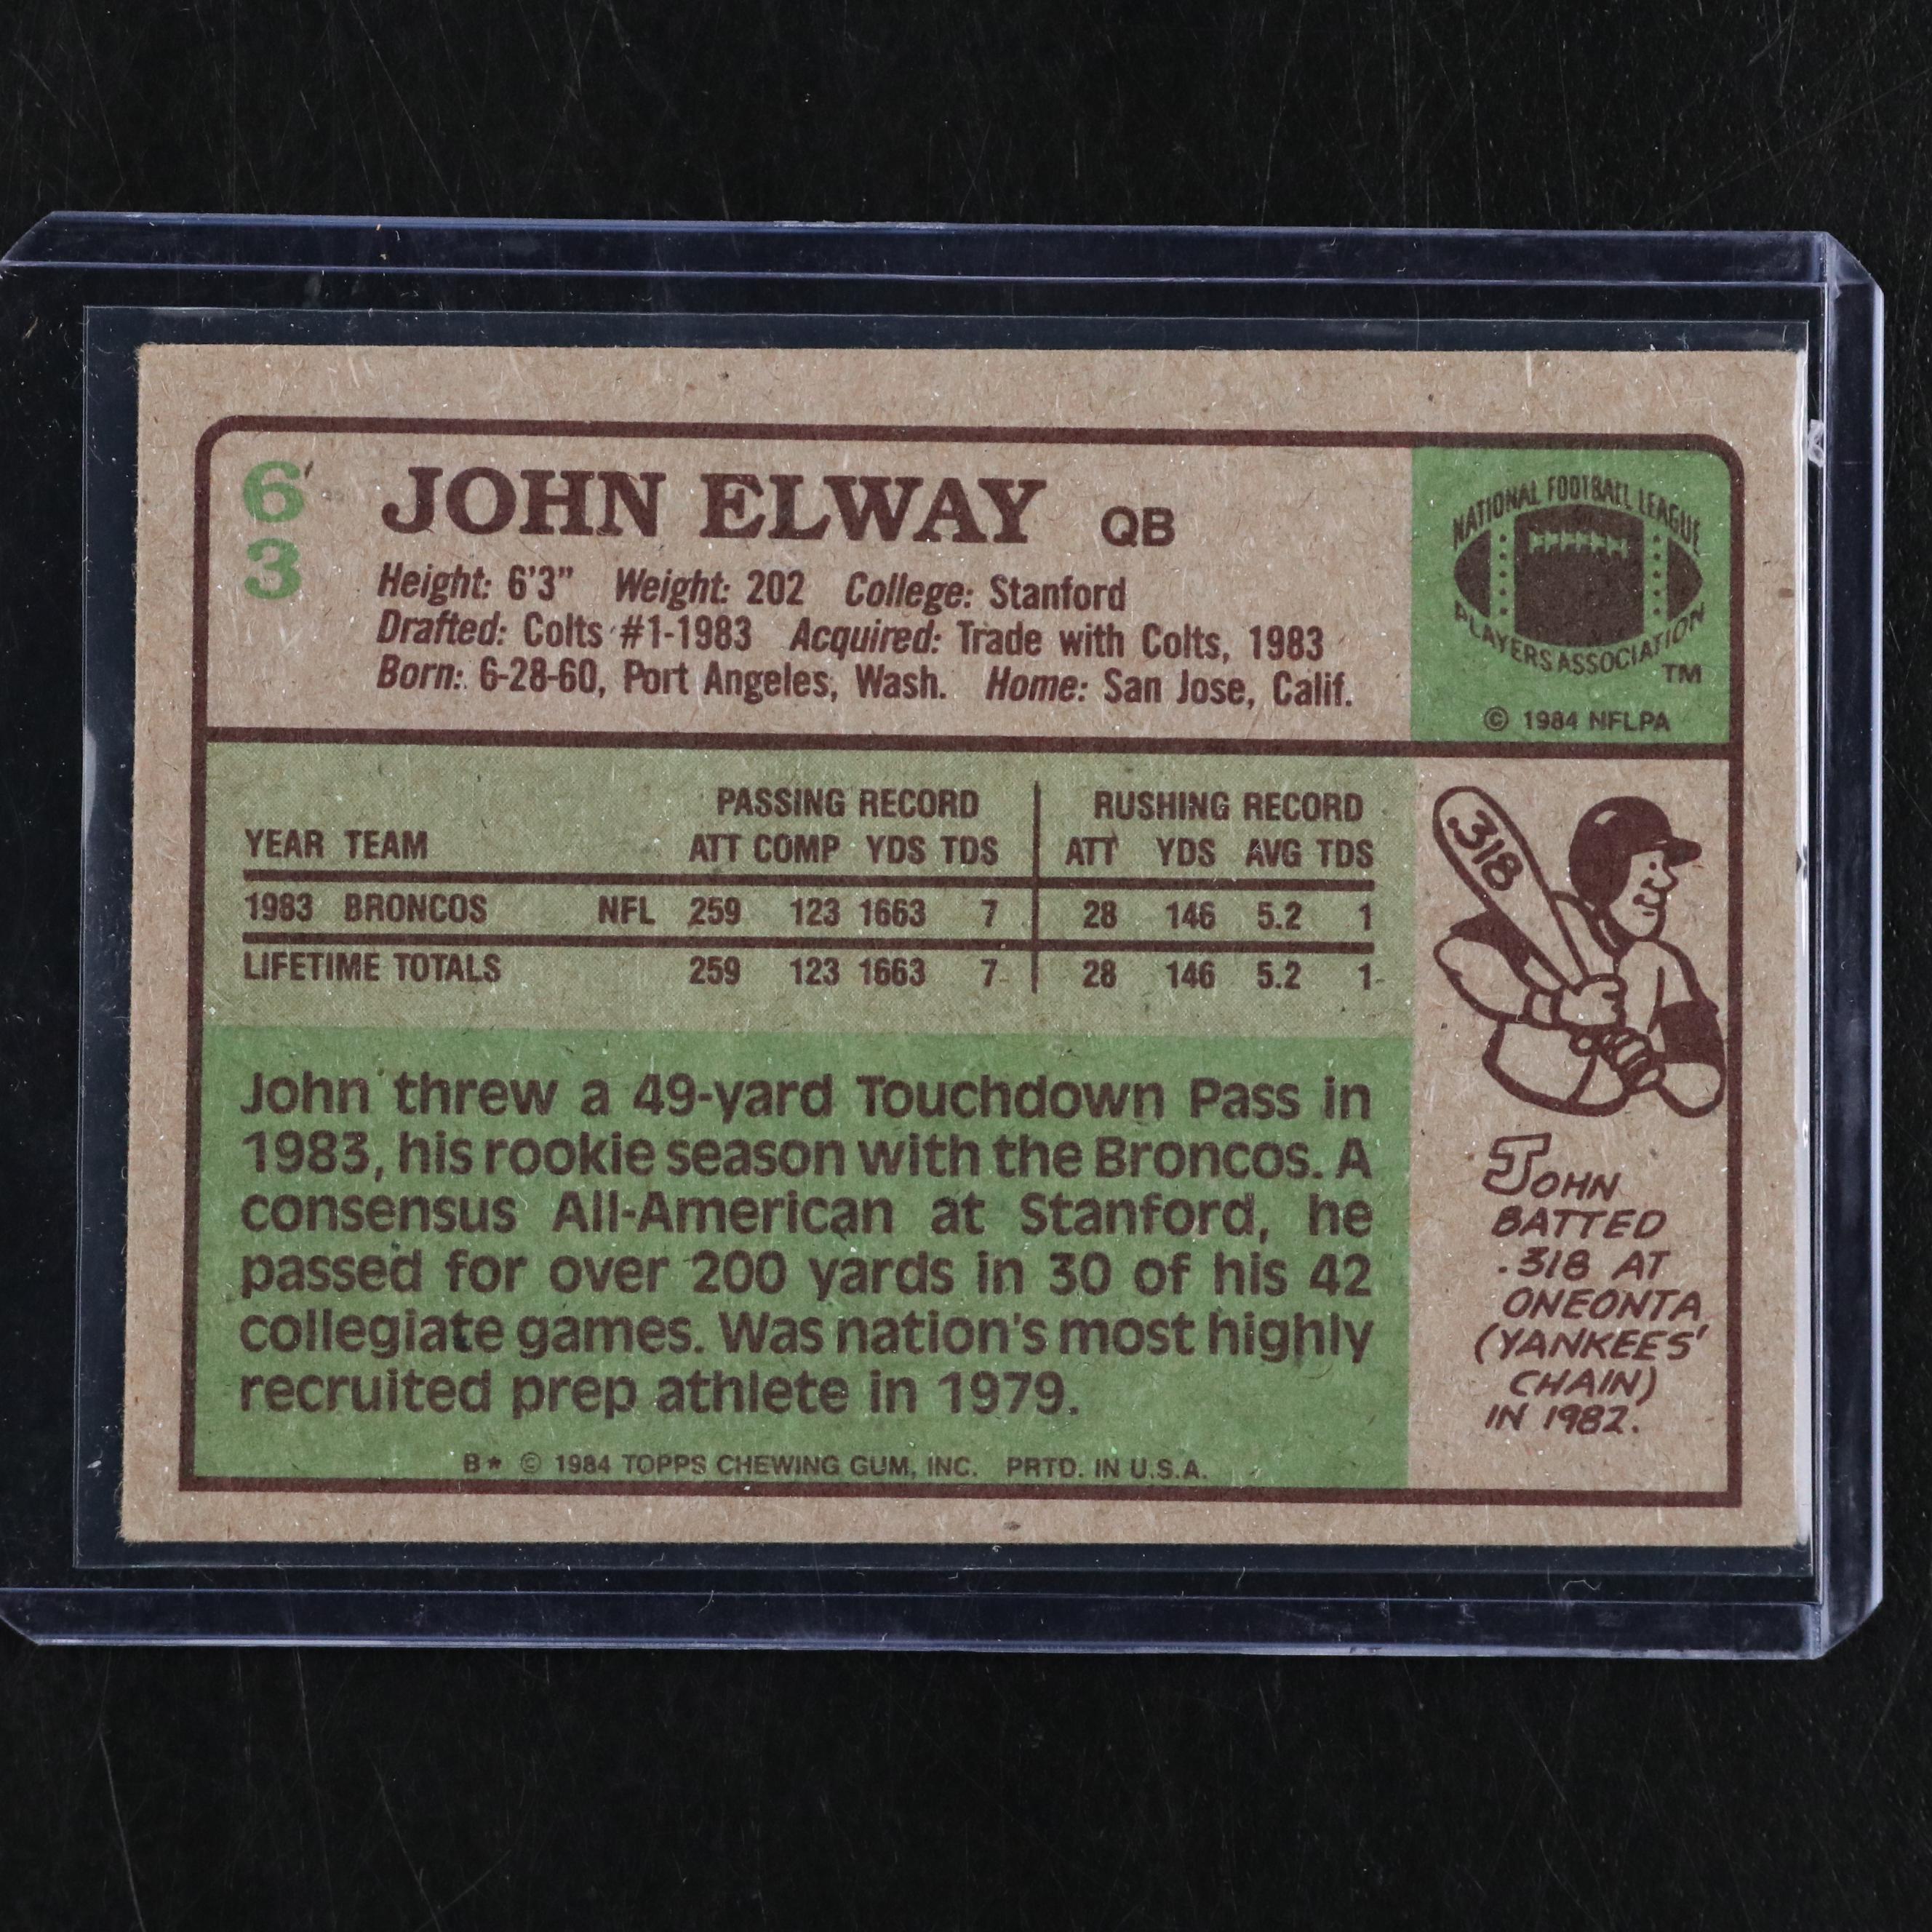 63
JOHN ELWAY QB
Height: 6'3" Weight: 202 College: Stanford
Drafted: Colts #1-1983 Acquired: Trade with Colts, 1983
Born: 6-28-60, Port Angeles, Wash. Home: San Jose, Calif.
NATIONAL FOOTBALL LEAGUE
PLAYERS ASSOCIATION
TM
© 1984 NFLPA
PASSING RECORD RUSHING RECORD
YEAR TEAM ATT COMP YDS TDS ATT YDS AVG TDS
1983 BRONCOS NFL 259 123 1663 7 28 146 5.2 1
LIFETIME TOTALS 259 123 1663 7 28 146 5.2 1
John threw a 49-yard Touchdown Pass in
1983, his rookie season with the Broncos. A
consensus All-American at Stanford, he
passed for over 200 yards in 30 of his 42
collegiate games. Was nation's most highly
recruited prep athlete in 1979.
B* © 1984 TOPPS CHEWING GUM, INC. PRTD. IN U.S.A.
.318
JOHN
BATTED
.318 AT
ONEONTA
(YANKEES'
CHAIN)
IN 1982.